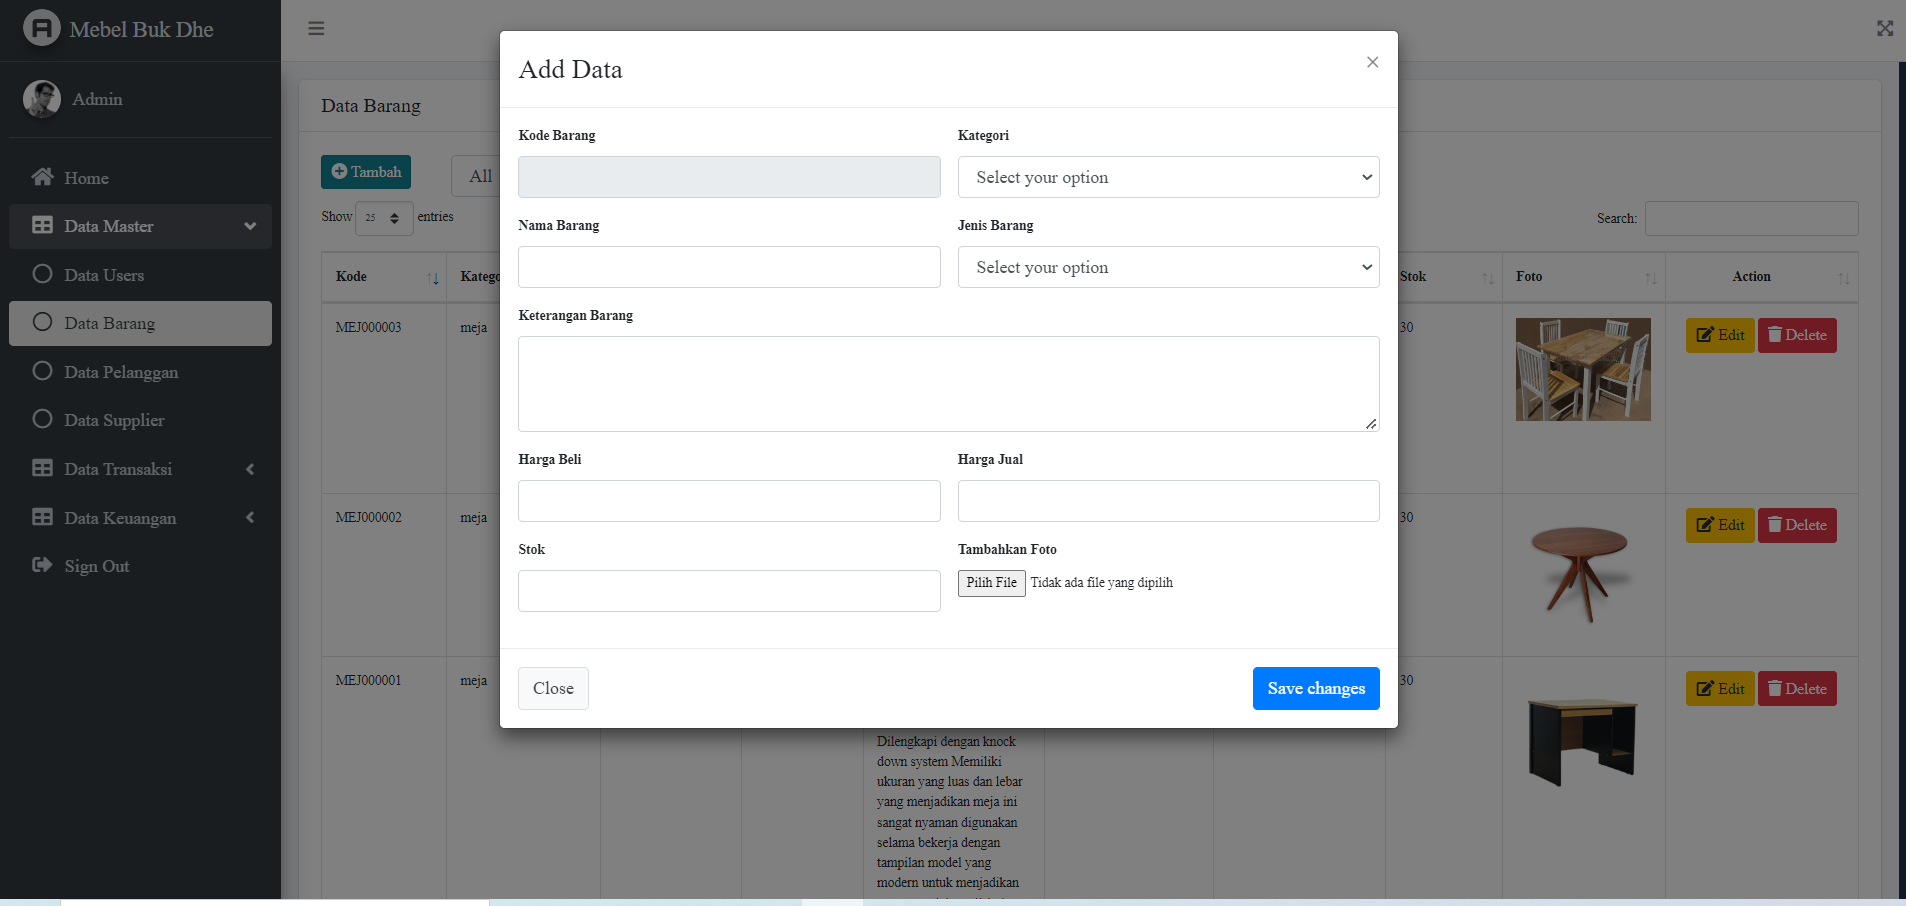 Mebel Buk Dhe
Admin
Home
Data Master
Data Users
Data Barang
Data Pelanggan
Data Supplier
Data Transaksi
Data Keuangan
Sign Out
Data Barang
Tambah
All
Show 25 entries
Search:
Kode Stok Foto Action
MEJ000003 meja 30 Edit Delete
MEJ000002 meja 30 Edit Delete
MEJ000001 meja 30 Edit Delete
Dilengkapi dengan knock
down system Memiliki
ukuran yang luas dan lebar
yang menjadikan meja ini
sangat nyaman digunakan
selama bekerja dengan
tampilan model yang
modern untuk menjadikan
Add Data
×
Kode Barang
Kategori
Select your option
Nama Barang
Jenis Barang
Select your option
Keterangan Barang
Harga Beli
Harga Jual
Stok
Tambahkan Foto
Pilih File Tidak ada file yang dipilih
Close
Save changes